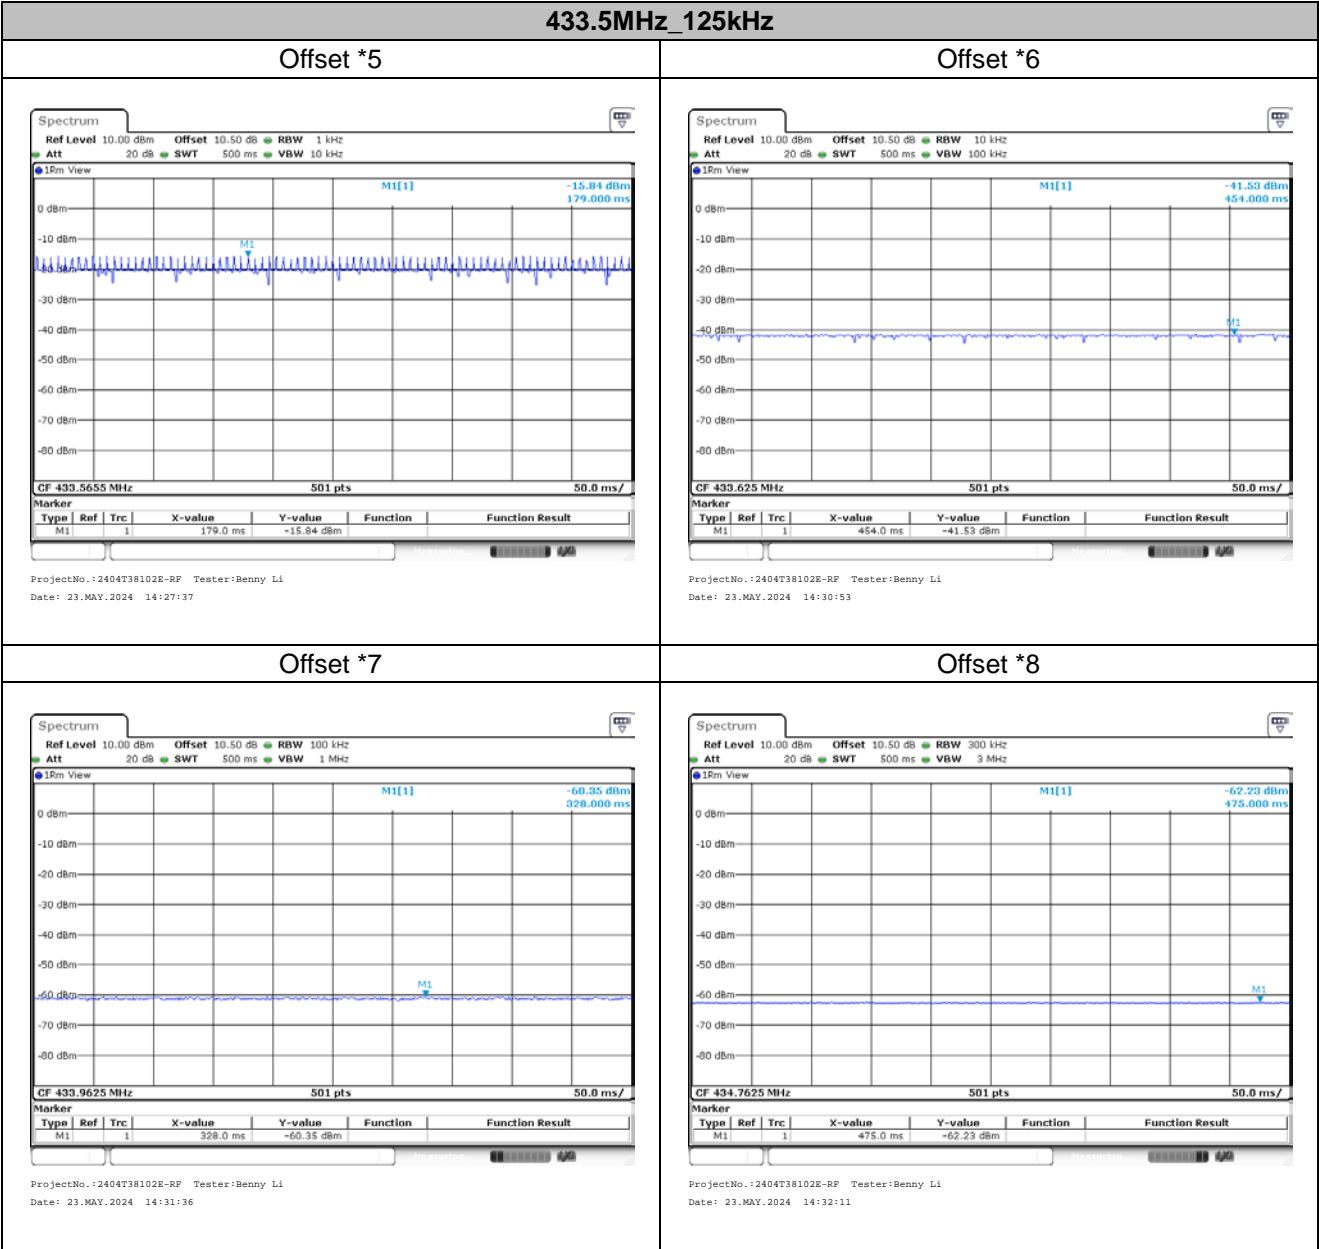 433.5MHz_125kHz
Offset *5
Offset *6
Spectrum
Ref Level 10.00 dBm Offset 10.50 dB RBW 1 kHz
Att 20 dB SWT 500 ms VBW 10 kHz
1Rm View
M1[1] -15.84 dBm
179.000 ms
0 dBm
-10 dBm
M1
-30 dBm
-40 dBm
-50 dBm
-60 dBm
-70 dBm
-80 dBm
CF 433.5655 MHz 501 pts 50.0 ms/
Marker
Type Ref Trc X-value Y-value Function Function Result
M1 1 179.0 ms -15.84 dBm
ProjectNo.:2404T38102E-RF Tester:Benny Li
Date: 23.MAY.2024 14:27:37
Spectrum
Ref Level 10.00 dBm Offset 10.50 dB RBW 10 kHz
Att 20 dB SWT 500 ms VBW 100 kHz
1Rm View
M1[1] -41.53 dBm
454.000 ms
0 dBm
-10 dBm
-20 dBm
-30 dBm
-40 dBm
M1
-50 dBm
-60 dBm
-70 dBm
-80 dBm
CF 433.625 MHz 501 pts 50.0 ms/
Marker
Type Ref Trc X-value Y-value Function Function Result
M1 1 454.0 ms -41.53 dBm
ProjectNo.:2404T38102E-RF Tester:Benny Li
Date: 23.MAY.2024 14:30:53
Offset *7
Offset *8
Spectrum
Ref Level 10.00 dBm Offset 10.50 dB RBW 100 kHz
Att 20 dB SWT 500 ms VBW 1 MHz
1Rm View
M1[1] -60.35 dBm
328.000 ms
0 dBm
-10 dBm
-20 dBm
-30 dBm
-40 dBm
-50 dBm
M1
-60 dBm
-70 dBm
-80 dBm
CF 433.9625 MHz 501 pts 50.0 ms/
Marker
Type Ref Trc X-value Y-value Function Function Result
M1 1 328.0 ms -60.35 dBm
ProjectNo.:2404T38102E-RF Tester:Benny Li
Date: 23.MAY.2024 14:31:36
Spectrum
Ref Level 10.00 dBm Offset 10.50 dB RBW 300 kHz
Att 20 dB SWT 500 ms VBW 3 MHz
1Rm View
M1[1] -62.23 dBm
475.000 ms
0 dBm
-10 dBm
-20 dBm
-30 dBm
-40 dBm
-50 dBm
M1
-60 dBm
-70 dBm
-80 dBm
CF 434.7625 MHz 501 pts 50.0 ms/
Marker
Type Ref Trc X-value Y-value Function Function Result
M1 1 475.0 ms -62.23 dBm
ProjectNo.:2404T38102E-RF Tester:Benny Li
Date: 23.MAY.2024 14:32:11